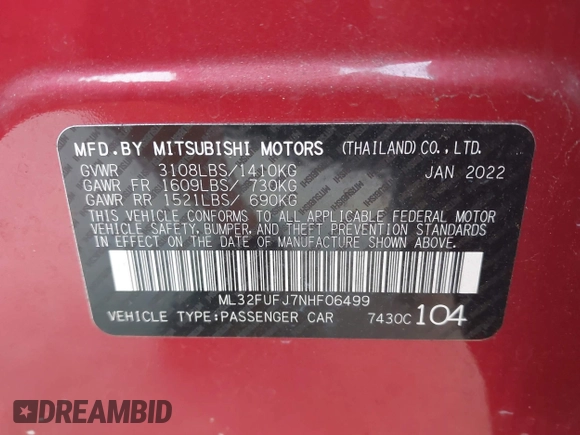 MFD.BY MITSUBISHI MOTORS (THAILAND)CO.,LTD.
GVWR 3108LBS/1410KG JAN 2022
GAWR FR 1609LBS/ 730KG
GAWR RR 1521LBS/ 690KG
THIS VEHICLE CONFORMS TO ALL APPLICABLE FEDERAL MOTOR
VEHICLE SAFETY, BUMPER, AND THEFT PREVENTION STANDARDS
IN EFFECT ON THE DATE OF MANUFACTURE SHOWN ABOVE.
ML32FUFJ7NHF06499
VEHICLE TYPE:PASSENGER CAR 7430C 104
DREAMBID